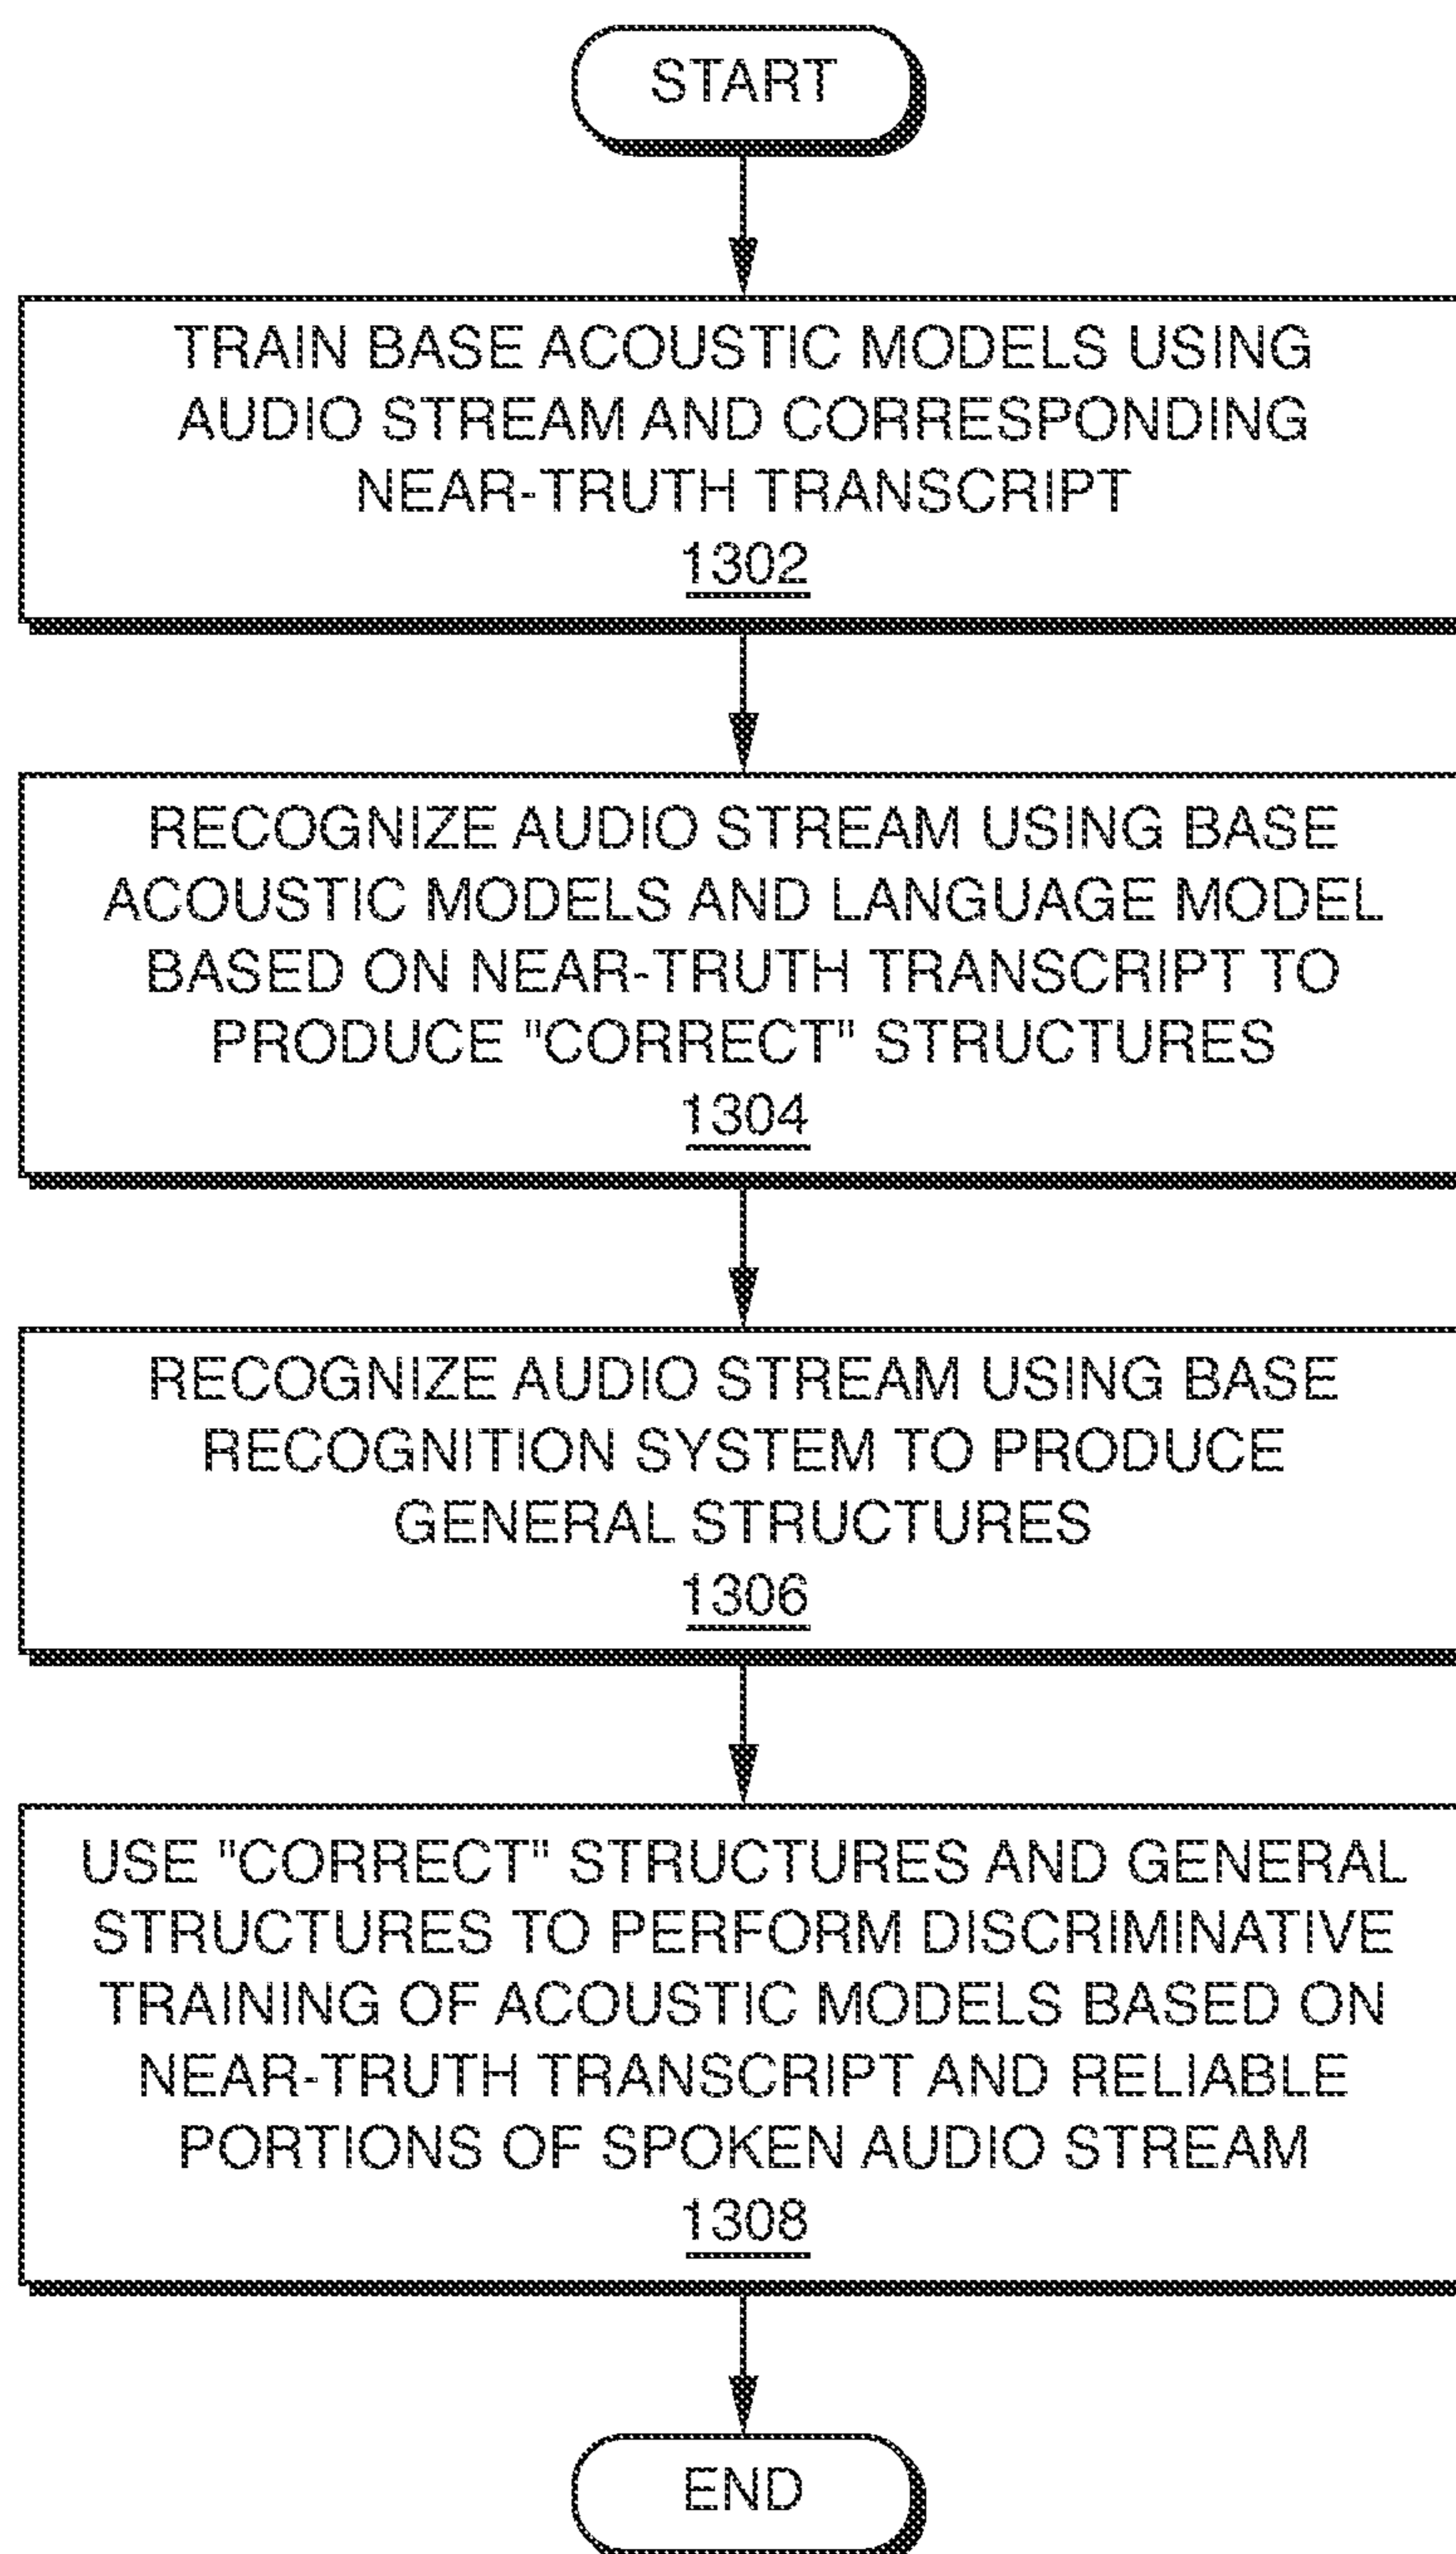 START
TRAIN BASE ACOUSTIC MODELS USING
AUDIO STREAM AND CORRESPONDING
NEAR-TRUTH TRANSCRIPT
1302
RECOGNIZE AUDIO STREAM USING BASE
ACOUSTIC MODELS AND LANGUAGE MODEL
BASED ON NEAR-TRUTH TRANSCRIPT TO
PRODUCE "CORRECT" STRUCTURES
1304
RECOGNIZE AUDIO STREAM USING BASE
RECOGNITION SYSTEM TO PRODUCE
GENERAL STRUCTURES
1306
USE "CORRECT" STRUCTURES AND GENERAL
STRUCTURES TO PERFORM DISCRIMINATIVE
TRAINING OF ACOUSTIC MODELS BASED ON
NEAR-TRUTH TRANSCRIPT AND RELIABLE
PORTIONS OF SPOKEN AUDIO STREAM
1308
END